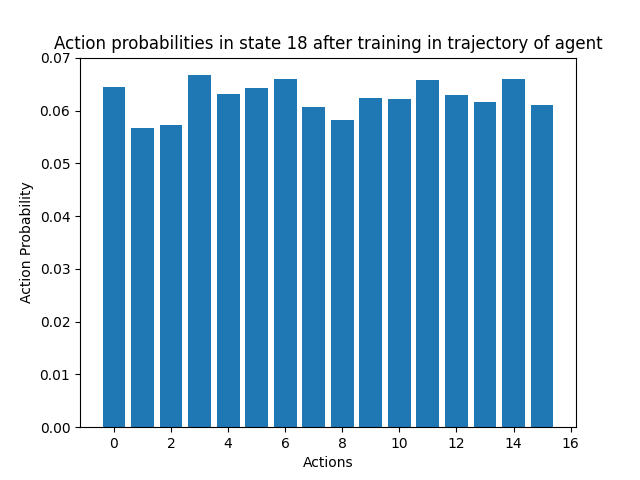 Action probabilities in state 18 after training in trajectory of agent
0.07
0.06
0.05
0.04
0.03
0.02
0.01
0.00
Action Probability
0 2 4 6 8 10 12 14 16
Actions